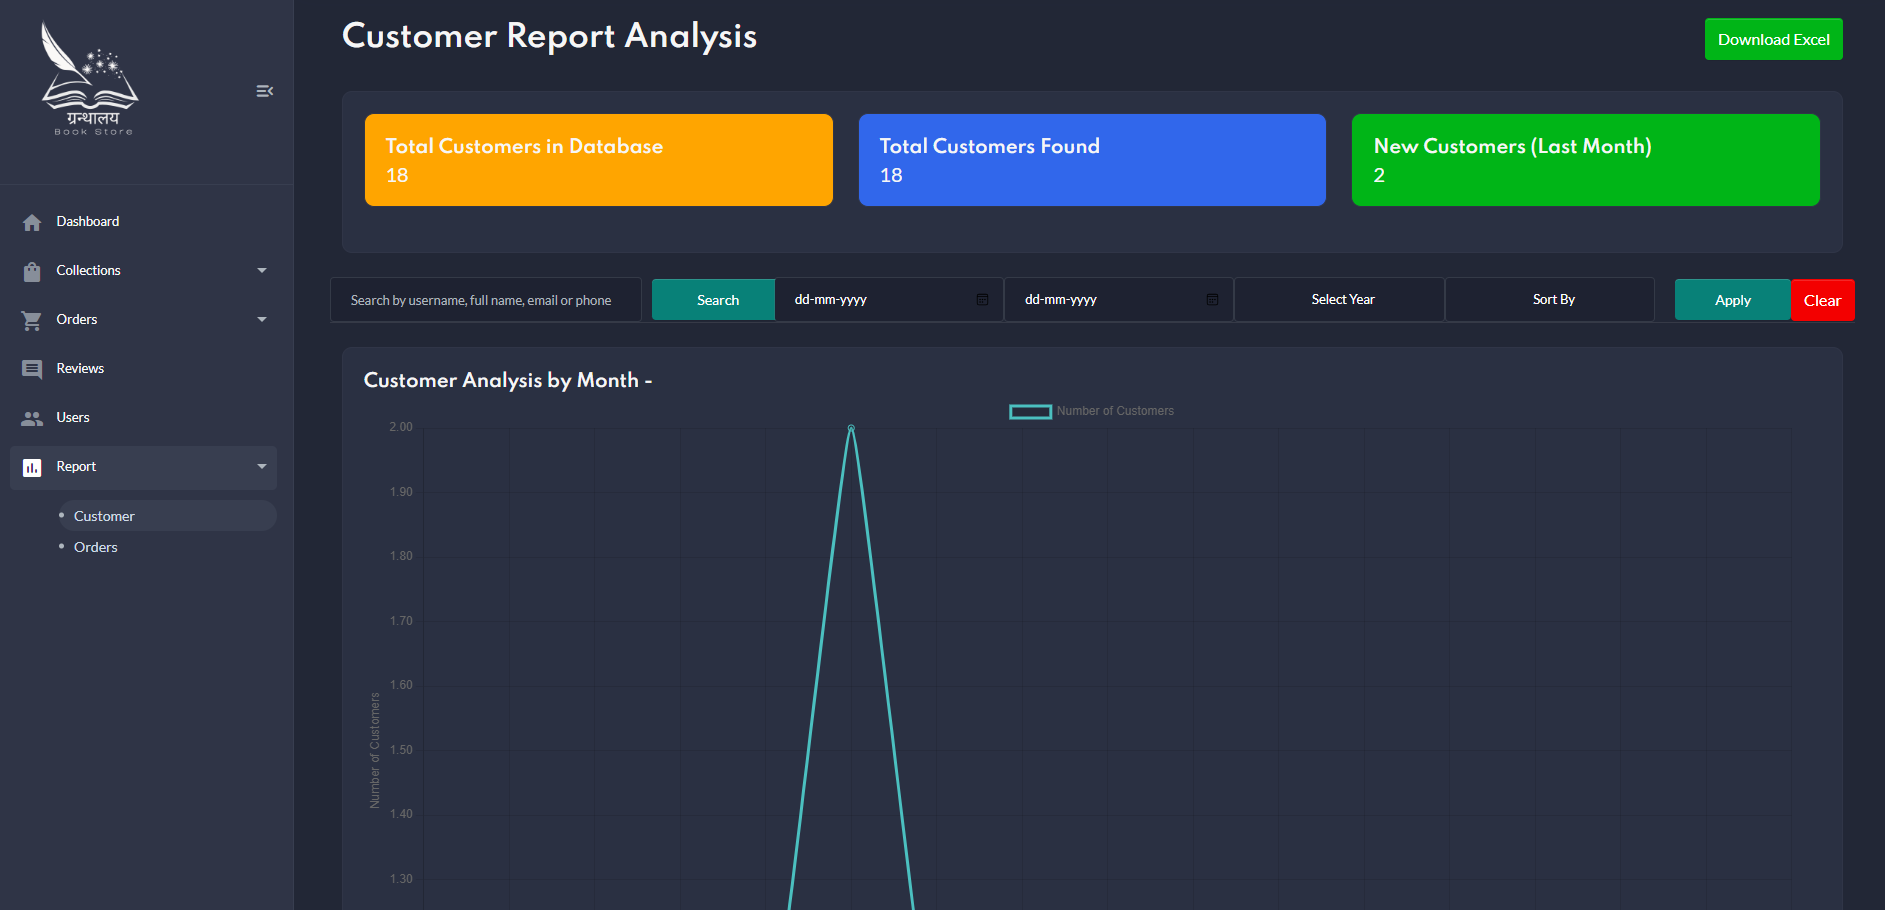 ग्रन्थालय
Book Store
Dashboard
Collections
Orders
Reviews
Users
Report
Customer
Orders
Customer Report Analysis
Download Excel
Total Customers in Database
18
Total Customers Found
18
New Customers (Last Month)
2
Search by username, full name, email or phone
Search
dd-mm-yyyy
dd-mm-yyyy
Select Year
Sort By
Apply
Clear
Customer Analysis by Month -
Number of Customers
2.00
1.90
1.80
1.70
1.60
1.50
1.40
1.30
Number of Customers